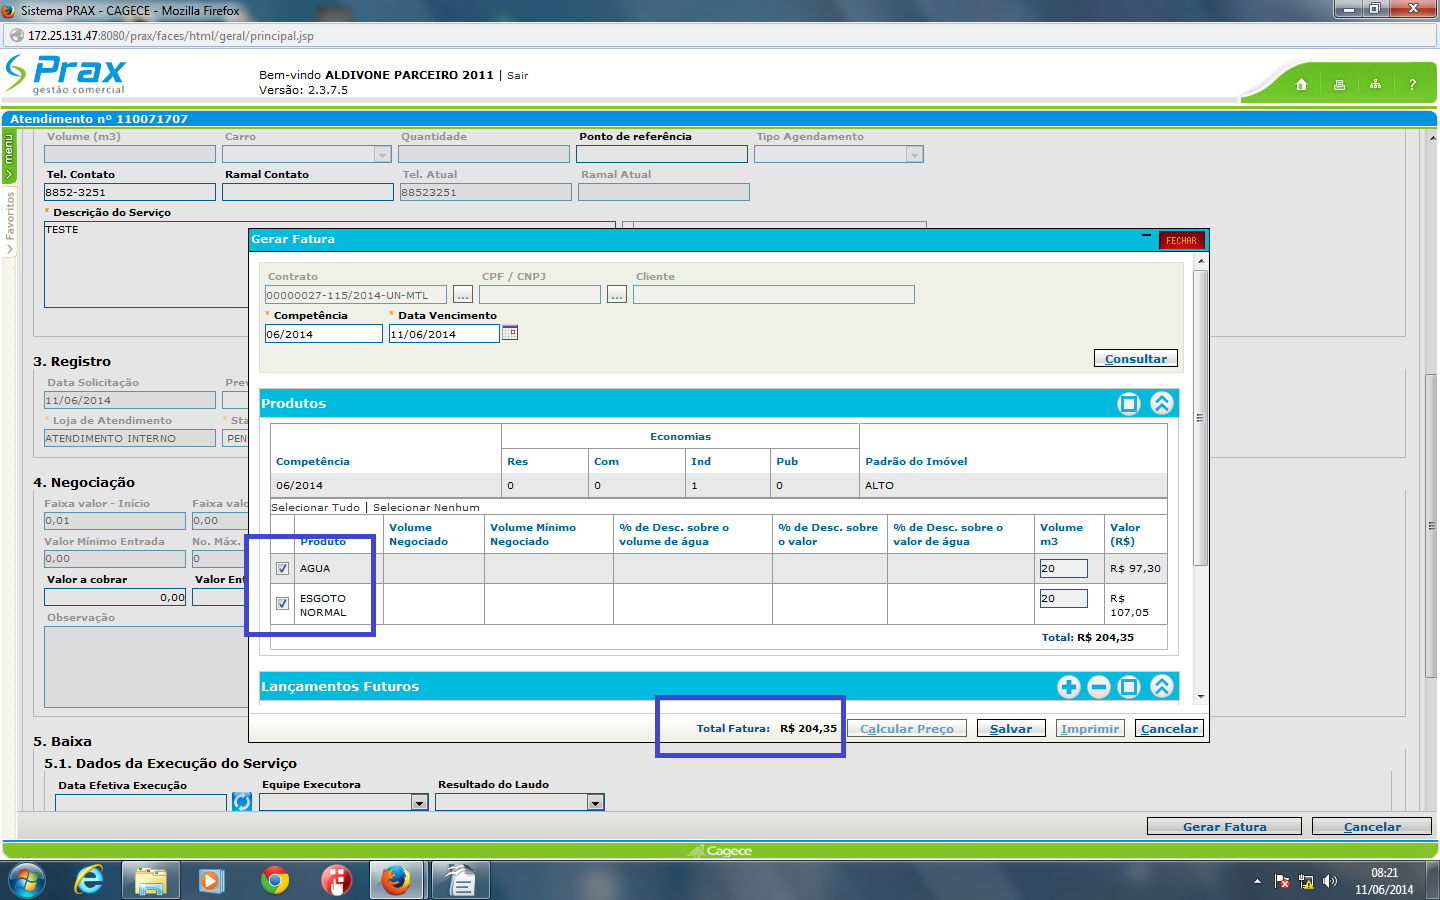 Sistema PRAX - CAGECE - Mozilla Firefox
172.25.131.47:8080/prax/faces/html/geral/principal.jsp
Prax
gestão comercial
Bem-vindo ALDIVONE PARCEIRO 2011 | Sair
Versão: 2.3.7.5
?
Atendimento nº 110071707
menu
Favoritos
Volume (m3) Carro Quantidade Ponto de referência Tipo Agendamento
Tel. Contato Ramal Contato Tel. Atual Ramal Atual
8852-3251 88523251
* Descrição do Serviço
TESTE
Gerar Fatura
FECHAR
Contrato CPF / CNPJ Cliente
00000027-115/2014-UN-MTL ... ...
* Competência * Data Vencimento
06/2014 11/06/2014
Consultar
Produtos
Economias
Competência Res Com Ind Pub Padrão do Imóvel
06/2014 0 0 1 0 ALTO
Selecionar Tudo | Selecionar Nenhum
Produto Volume Negociado Volume Mínimo Negociado % de Desc. sobre o volume de água % de Desc. sobre o valor % de Desc. sobre o valor de água Volume m3 Valor (R$)
AGUA 20 R$ 97,30
ESGOTO NORMAL 20 R$ 107,05
Total: R$ 204,35
Lançamentos Futuros
Total Fatura: R$ 204,35 Calcular Preço Salvar Imprimir Cancelar
3. Registro
Data Solicitação Prev
11/06/2014
* Loja de Atendimento * Sta
ATENDIMENTO INTERNO PEN
4. Negociação
Faixa valor - Início Faixa valo
0,01 0,00
Valor Mínimo Entrada No. Máx.
0,00 0
Valor a cobrar Valor Ent
0,00
Observação
5. Baixa
5.1. Dados da Execução do Serviço
Data Efetiva Execução Equipe Executora Resultado do Laudo
Gerar Fatura Cancelar
Cagece
08:21
11/06/2014